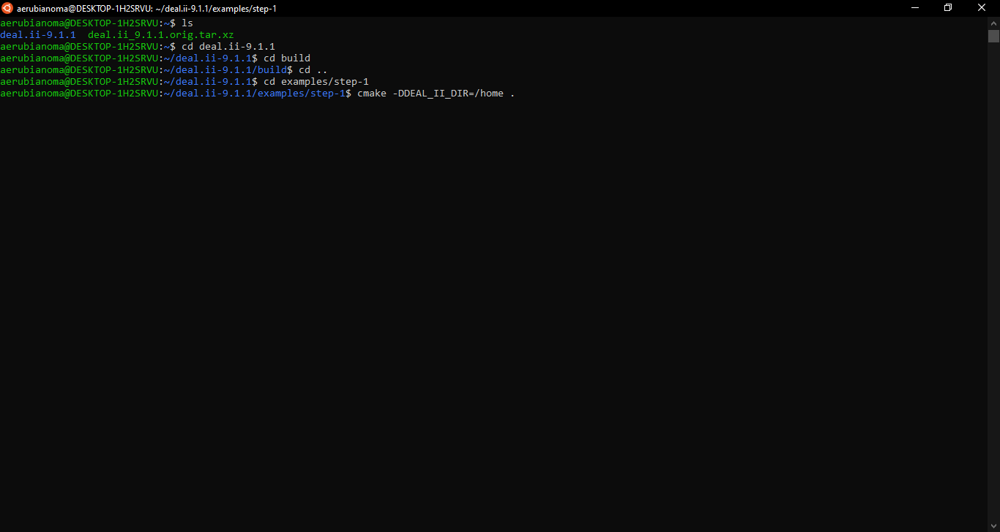 aerubianoma@DESKTOP-1H2SRVU: ~/deal.ii-9.1.1/examples/step-1
aerubianoma@DESKTOP-1H2SRVU:~$ ls
deal.ii-9.1.1  deal.ii_9.1.1.orig.tar.xz
aerubianoma@DESKTOP-1H2SRVU:~$ cd deal.ii-9.1.1
aerubianoma@DESKTOP-1H2SRVU:~/deal.ii-9.1.1$ cd build
aerubianoma@DESKTOP-1H2SRVU:~/deal.ii-9.1.1/build$ cd ..
aerubianoma@DESKTOP-1H2SRVU:~/deal.ii-9.1.1$ cd examples/step-1
aerubianoma@DESKTOP-1H2SRVU:~/deal.ii-9.1.1/examples/step-1$ cmake -DDEAL_II_DIR=/home .